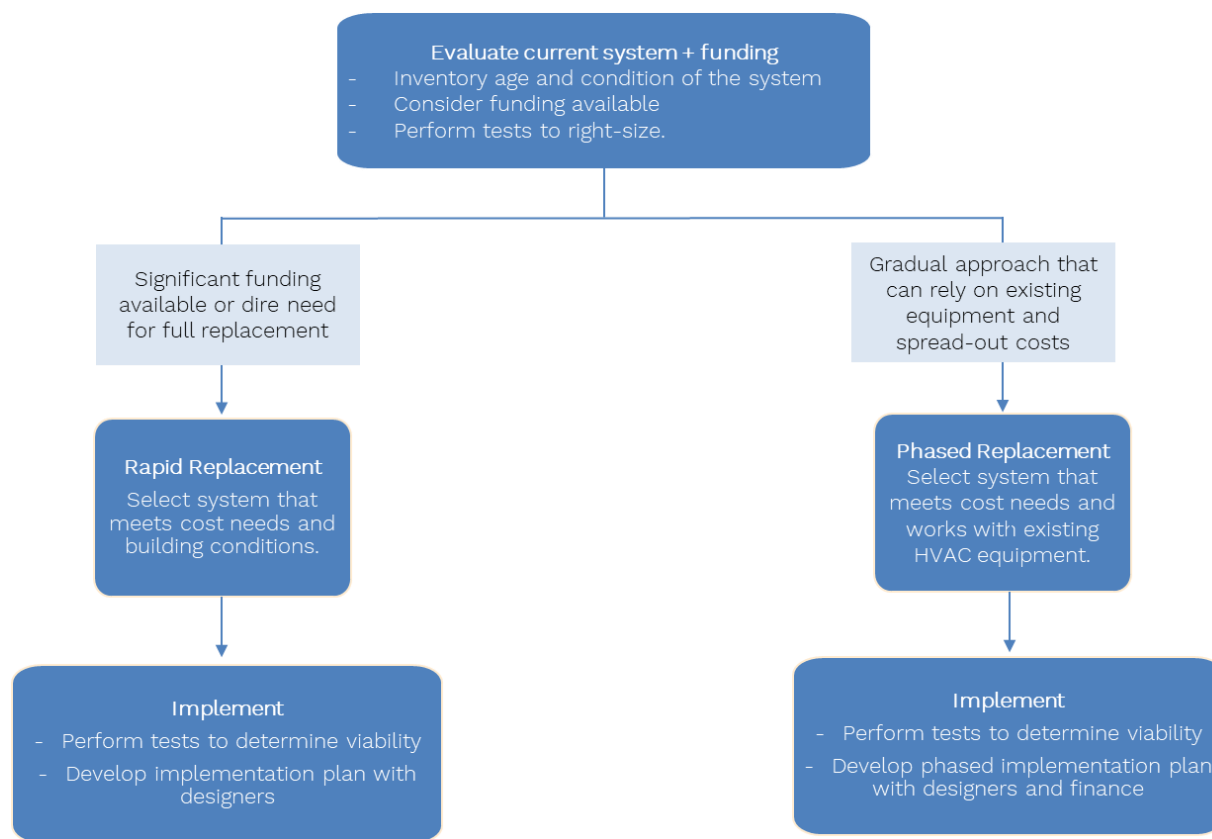 Evaluate current system + funding
- Inventory age and condition of the system
- Consider funding available
- Perform tests to right-size.
Significant funding
available or dire need
for full replacement
Gradual approach that
can rely on existing
equipment and
spread-out costs
Rapid Replacement
Select system that
meets cost needs and
building conditions.
Phased Replacement
Select system that
meets cost needs and
works with existing
HVAC equipment.
Implement
- Perform tests to determine viability
- Develop implementation plan with
designers
Implement
- Perform tests to determine viability
- Develop phased implementation plan
with designers and finance